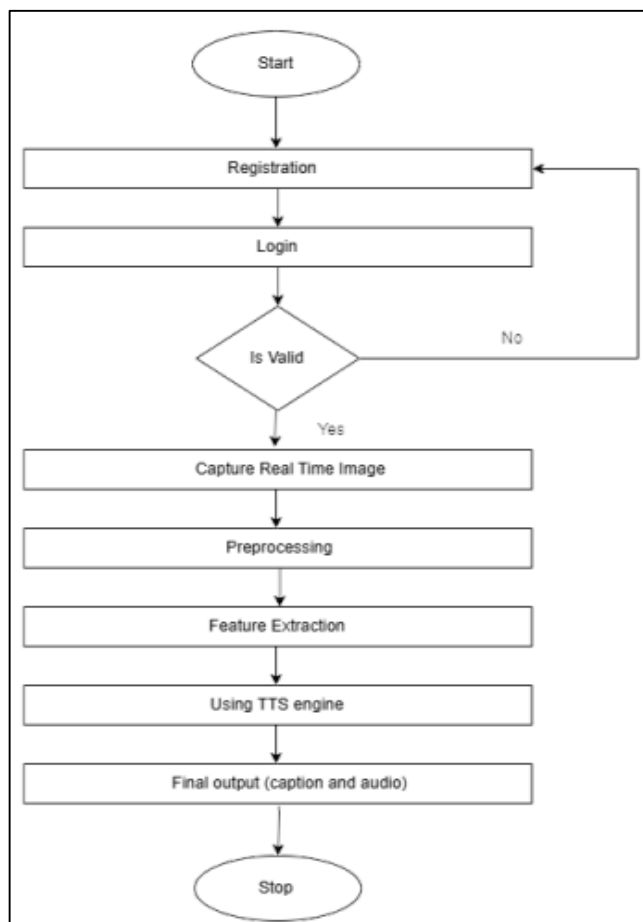 Start
Registration
Login
Is Valid
No
Yes
Capture Real Time Image
Preprocessing
Feature Extraction
Using TTS engine
Final output (caption and audio)
Stop